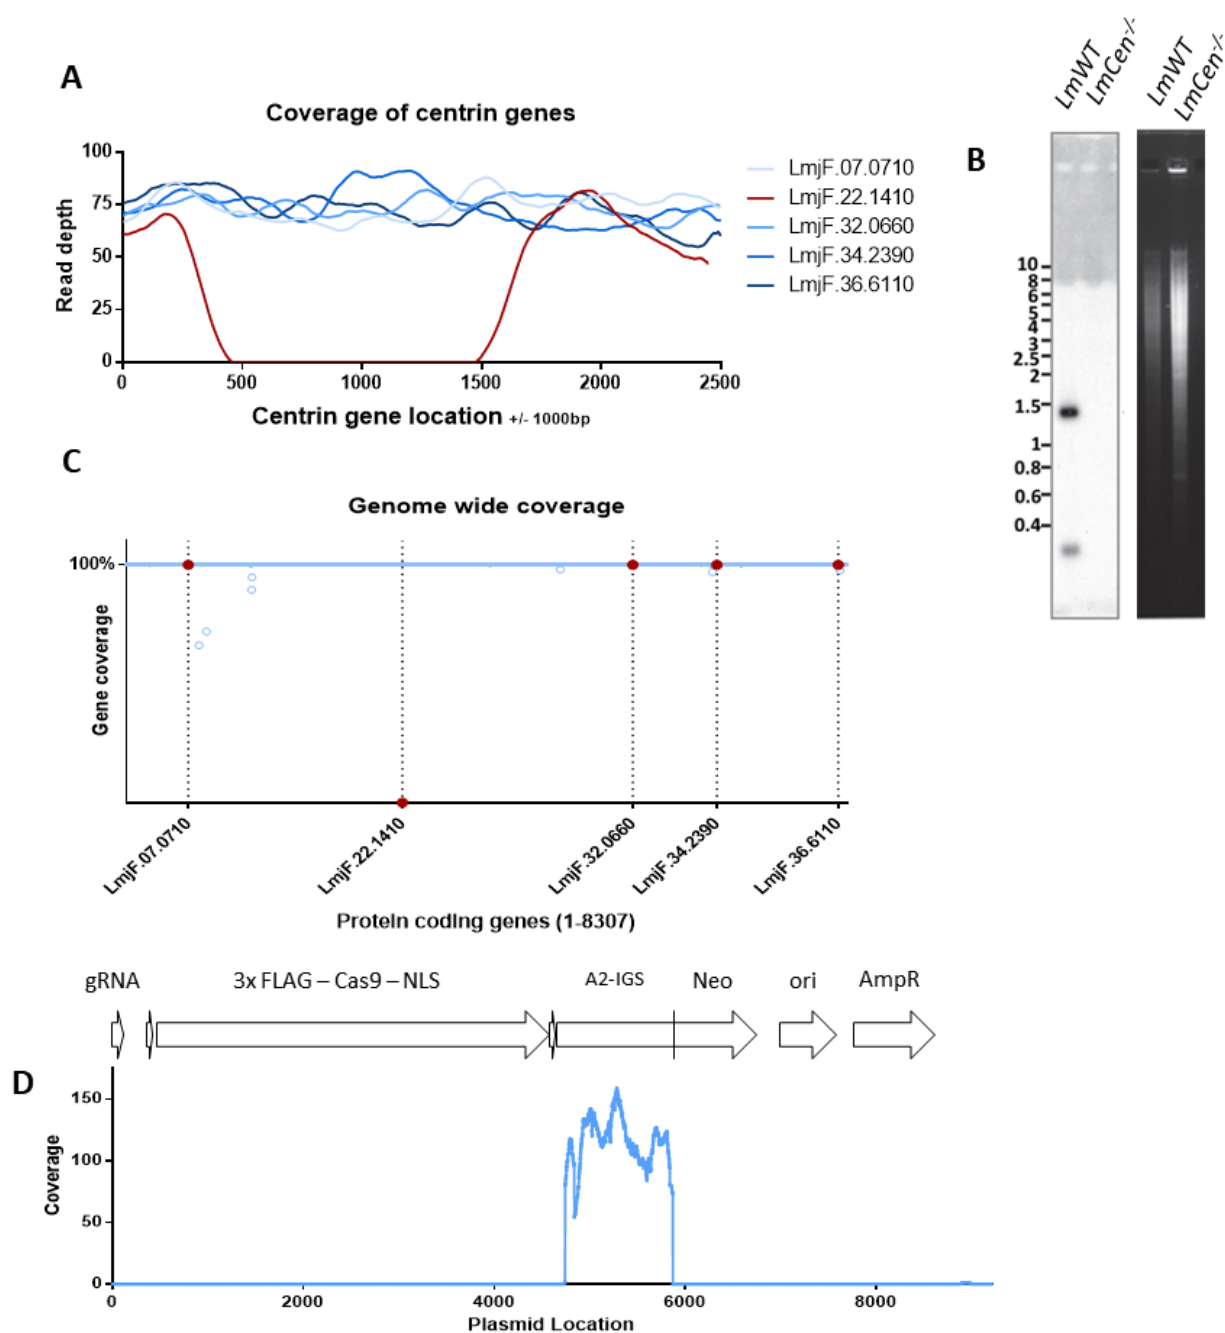 A
Coverage of centrin genes
100
75
50
25
0
Read depth
0 500 1000 1500 2000 2500
Centrin gene location +/- 1000bp
LmjF.07.0710
LmjF.22.1410
LmjF.32.0660
LmjF.34.2390
LmjF.36.6110
B
LmWT
LmCen-/-
LmWT
LmCen-/-
10
8
6
5
4
3
2.5
2
1.5
1
0.8
0.6
0.4
C
Genome wide coverage
100%
Gene coverage
LmjF.07.0710
LmjF.22.1410
LmjF.32.0660
LmjF.34.2390
LmjF.36.6110
Protein coding genes (1-8307)
gRNA 3x FLAG – Cas9 – NLS A2-IGS Neo ori AmpR
D
150
100
50
0
Coverage
0 2000 4000 6000 8000
Plasmid Location